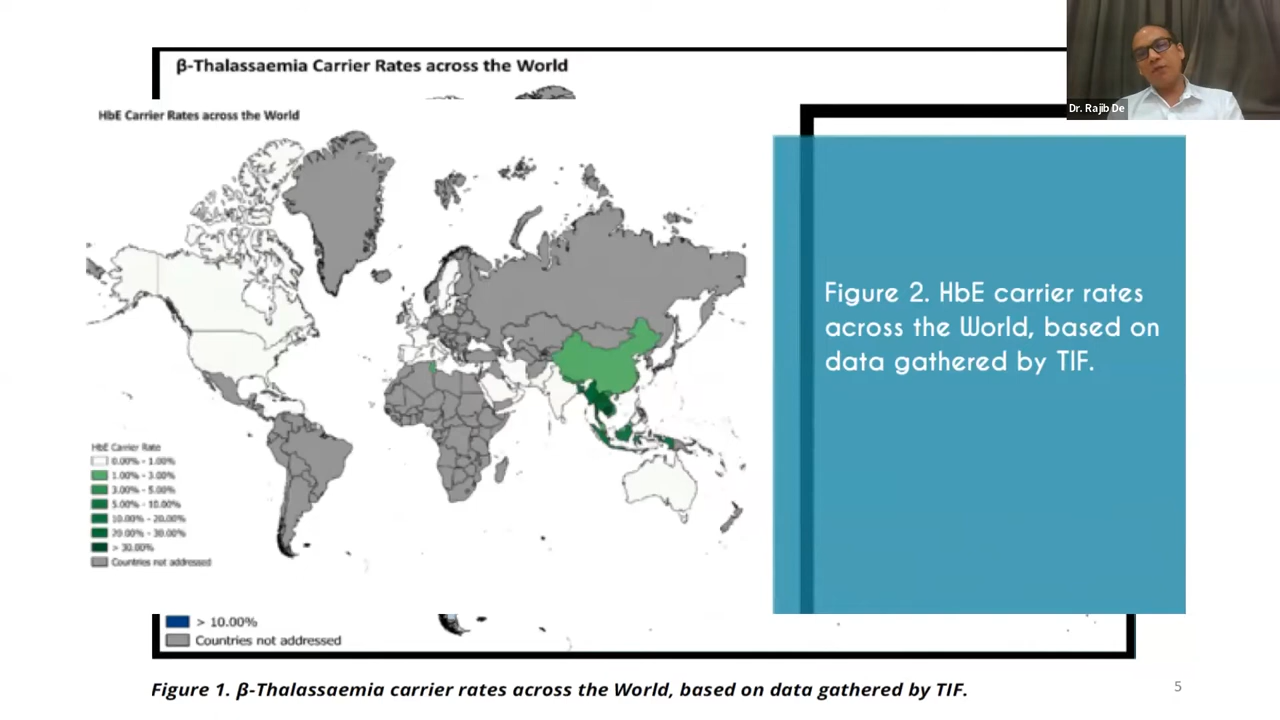 β-Thalassaemia Carrier Rates across the World
HbE Carrier Rates across the World
Dr. Rajib De
Figure 2. HbE carrier rates
across the World, based on
data gathered by TIF.
HbE Carrier Rate
0.00% - 1.00%
1.00% - 3.00%
3.00% - 5.00%
5.00% - 10.00%
10.00% - 20.00%
20.00% - 30.00%
> 30.00%
Countries not addressed
> 10.00%
Countries not addressed
Figure 1. β-Thalassaemia carrier rates across the World, based on data gathered by TIF.
5